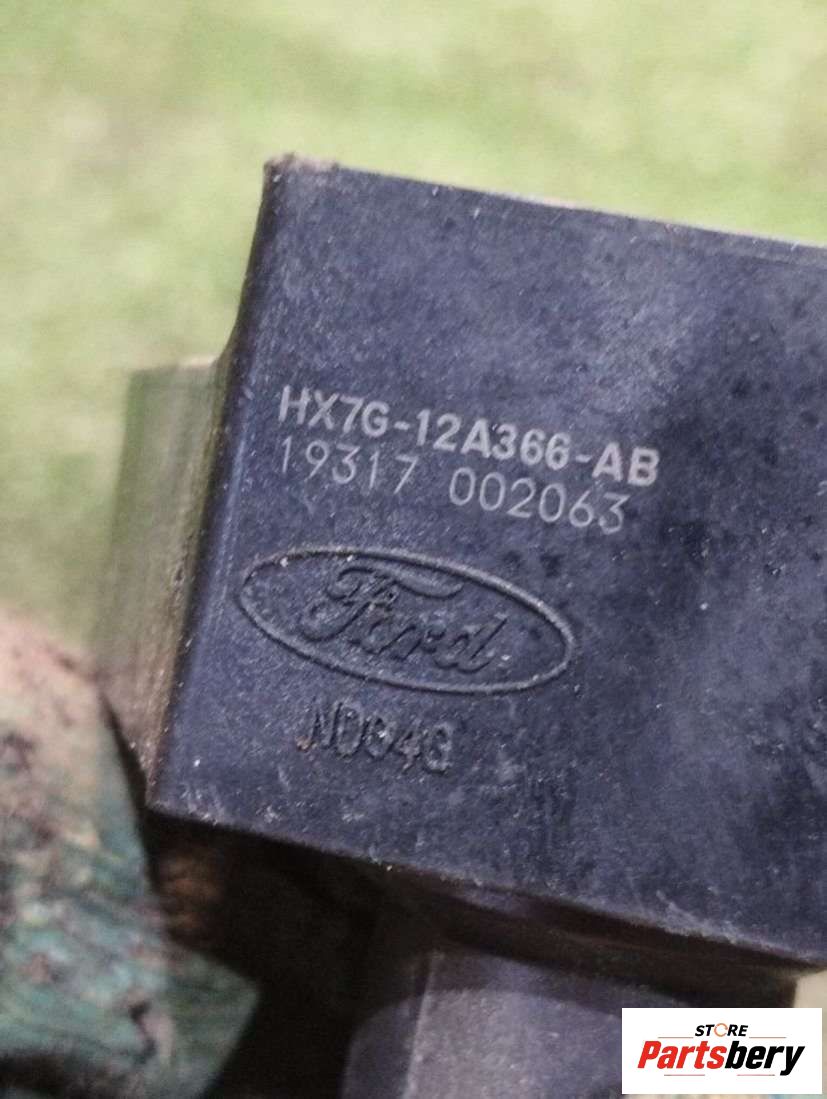 HX7G-12A366-AB
19317 002063
Ford
STORE
Partsbery